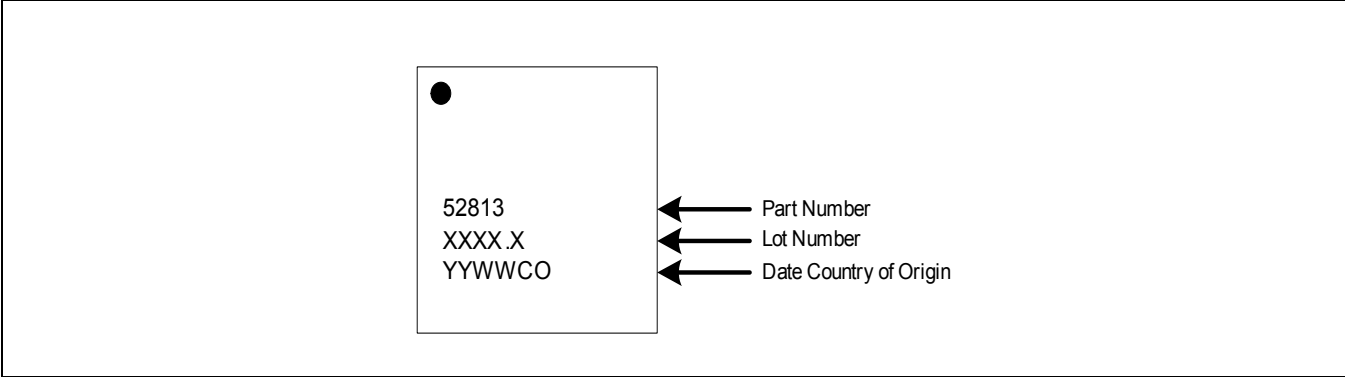 52813 Part Number
XXXX.X Lot Number
YYWWCO Date Country of Origin